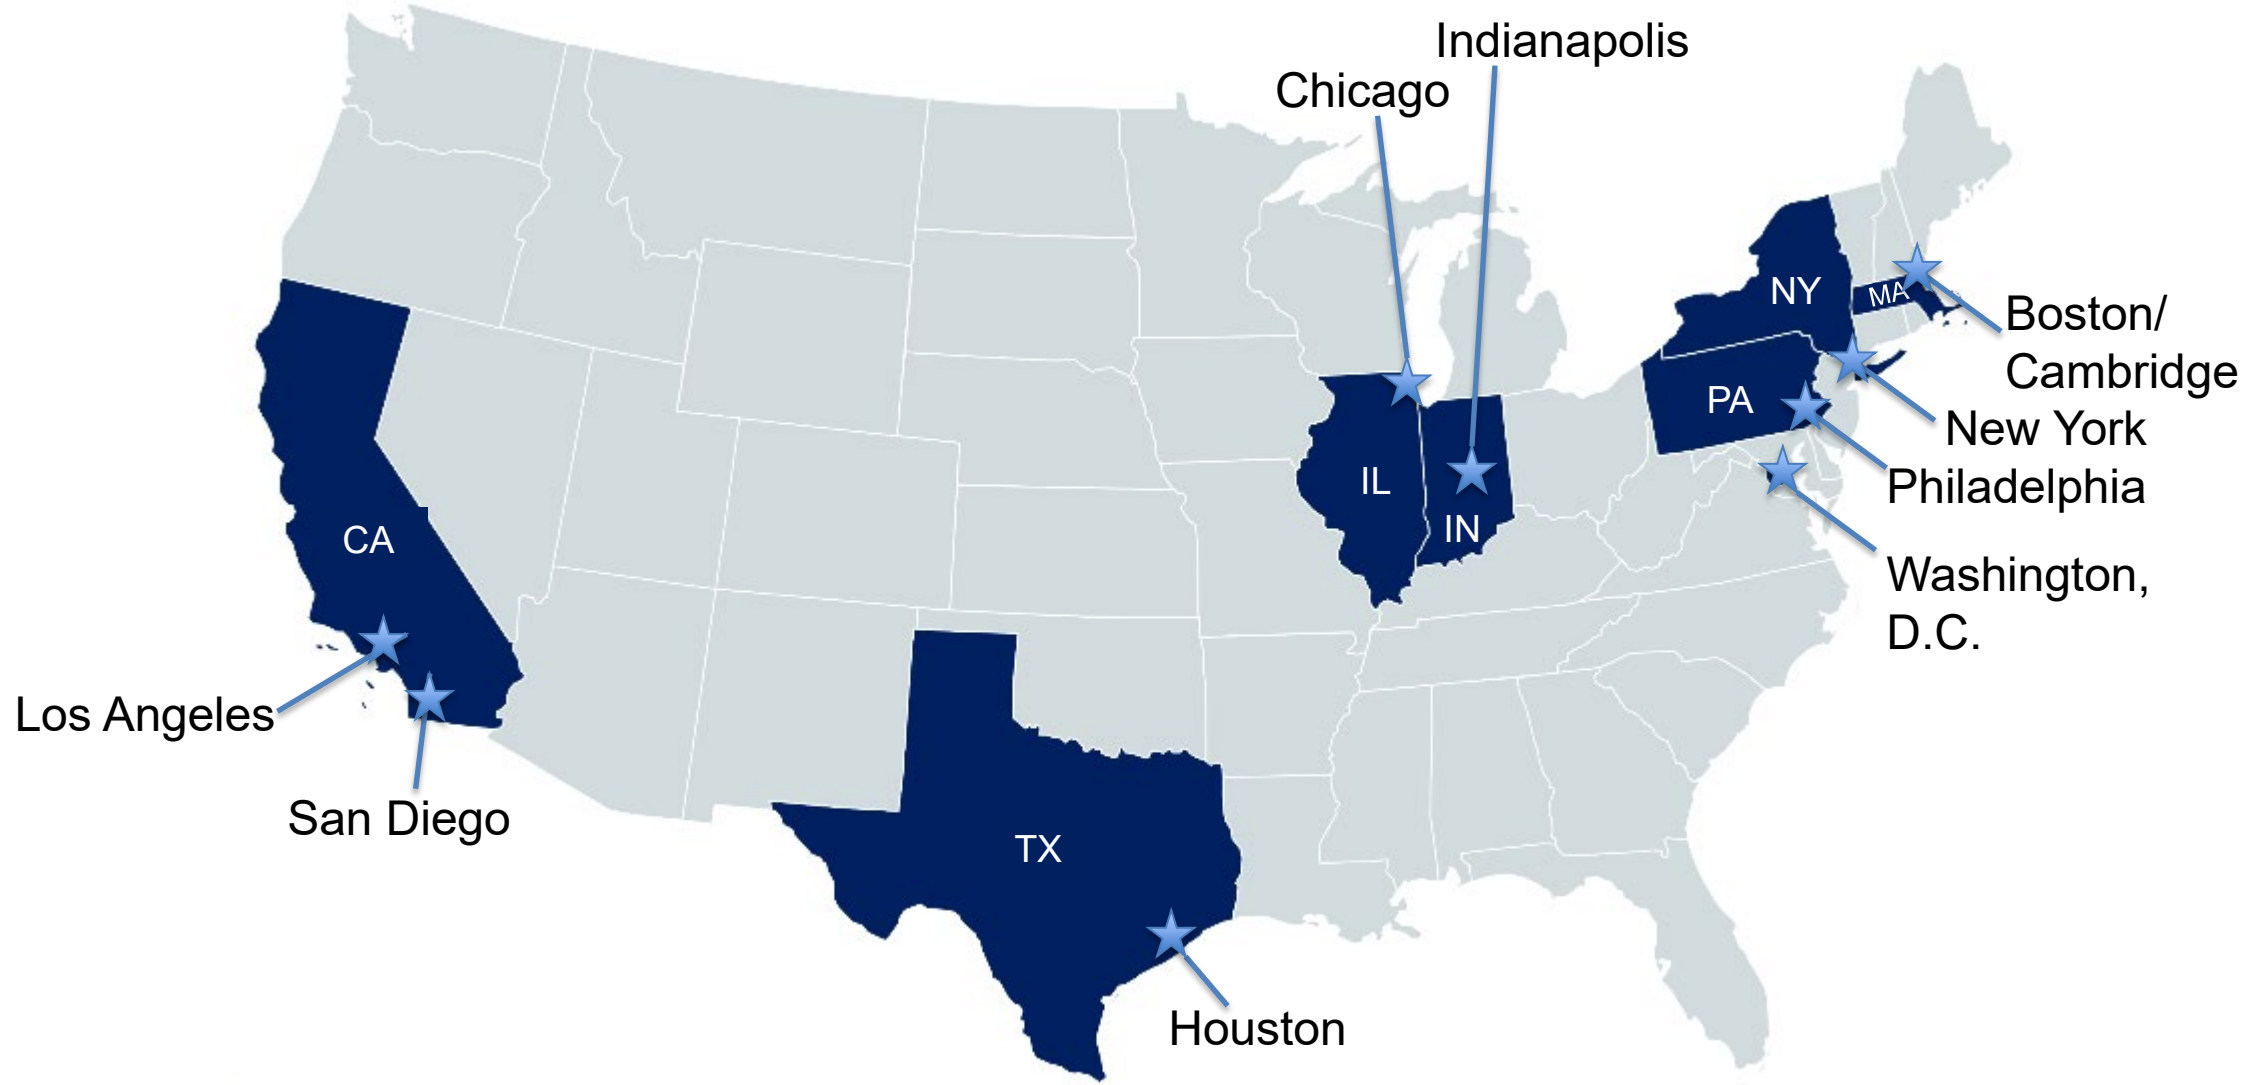 Indianapolis
Chicago
NY
MA
Boston/
Cambridge
New York
PA
Philadelphia
IL
IN
CA
Washington,
D.C.
Los Angeles
San Diego
TX
Houston